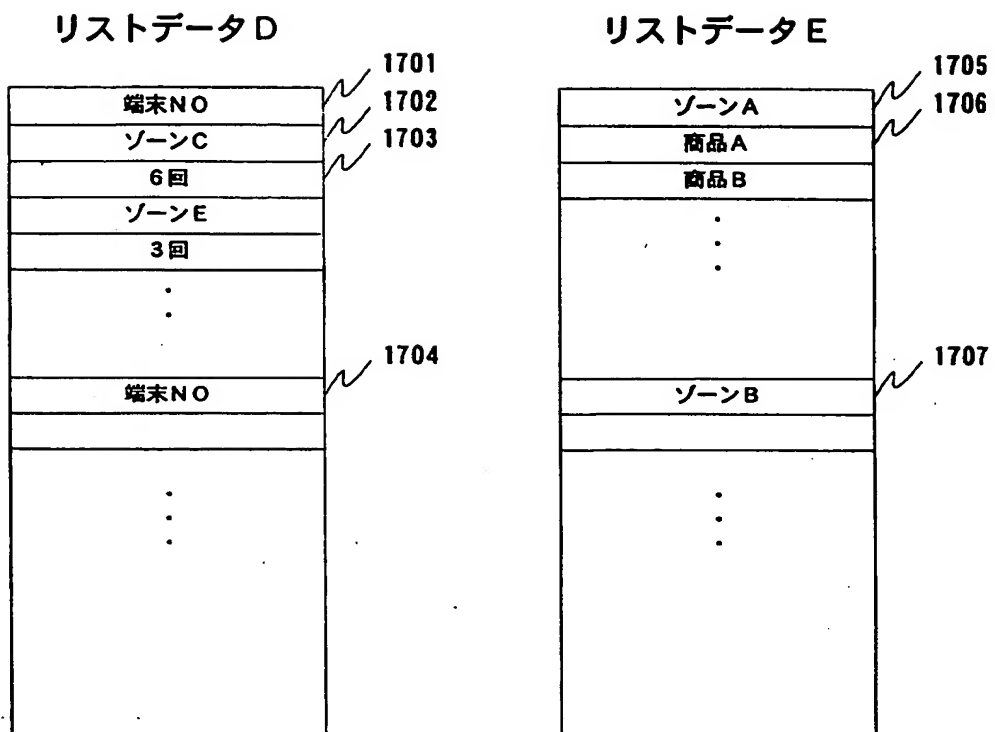 リストデータD
1701
端末NO
1702
ゾーンC
1703
6回
ゾーンE
3回
1704
端末NO
リストデータE
1705
ゾーンA
1706
商品A
商品B
1707
ゾーンB